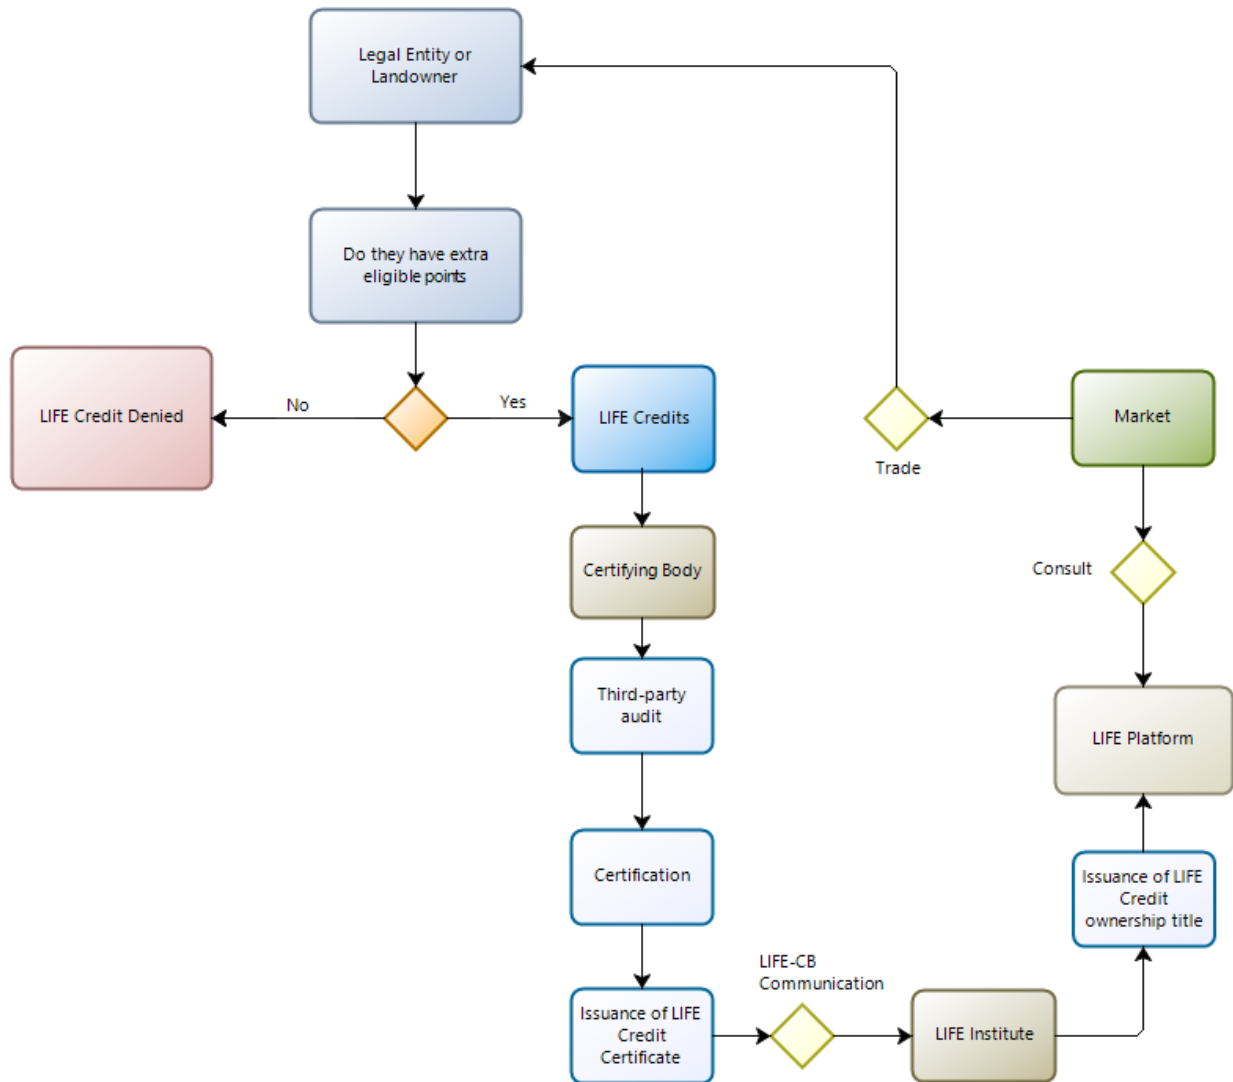 Legal Entity or
Landowner
Do they have extra
eligible points
No
Yes
LIFE Credit Denied
LIFE Credits
Market
Trade
Certifying Body
Consult
Third-party
audit
LIFE Platform
Certification
Issuance of LIFE
Credit
ownership title
LIFE-CB
Communication
Issuance of LIFE
Credit
Certificate
LIFE Institute